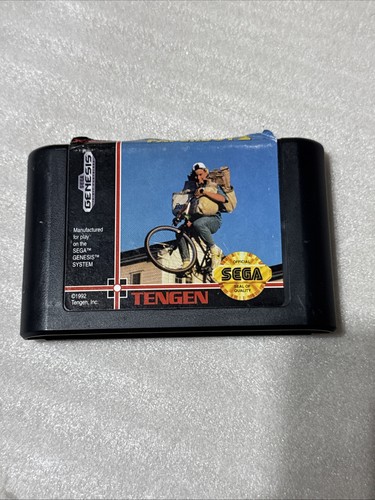 SEGA
GENESIS
Manufactured
for play
on the
SEGA™
GENESIS™
SYSTEM
©1992
Tengen, Inc.
TENGEN
OFFICIAL
SEGA
SEAL OF
QUALITY